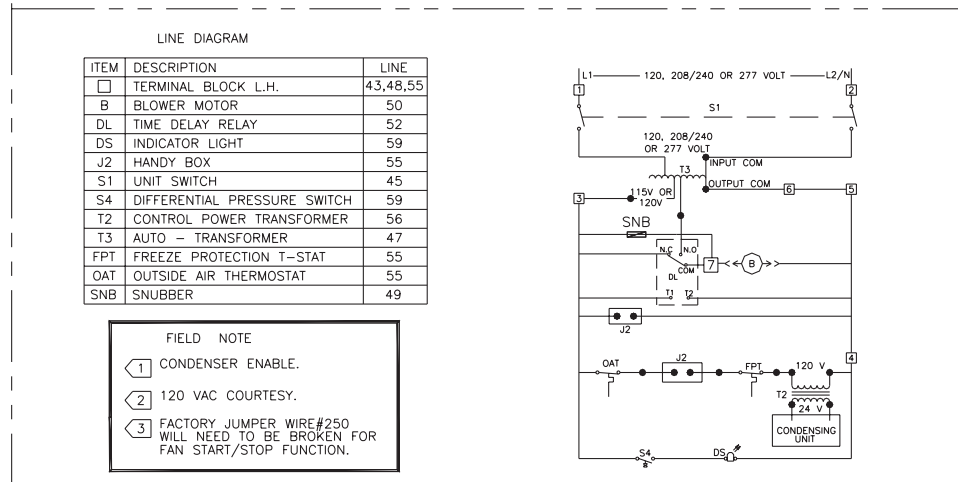 LINE DIAGRAM
ITEM DESCRIPTION LINE
TERMINAL BLOCK L.H. 43,48,55
B BLOWER MOTOR 50
DL TIME DELAY RELAY 52
DS INDICATOR LIGHT 59
J2 HANDY BOX 55
S1 UNIT SWITCH 45
S4 DIFFERENTIAL PRESSURE SWITCH 59
T2 CONTROL POWER TRANSFORMER 56
T3 AUTO – TRANSFORMER 47
FPT FREEZE PROTECTION T–STAT 55
OAT OUTSIDE AIR THERMOSTAT 55
SNB SNUBBER 49
FIELD NOTE
1 CONDENSER ENABLE.
2 120 VAC COURTESY.
3 FACTORY JUMPER WIRE#250
WILL NEED TO BE BROKEN FOR
FAN START/STOP FUNCTION.
L1 120, 208/240 OR 277 VOLT L2/N
1 2
S1
120, 208/240
OR 277 VOLT
INPUT COM
T3
OUTPUT COM 6 5
3 115V OR
120V
SNB
N.C N.O
COM 7 B
DL
T1 T2
J2
4
OAT J2 FPT 120 V
T2
24 V
CONDENSING
UNIT
S4 DS